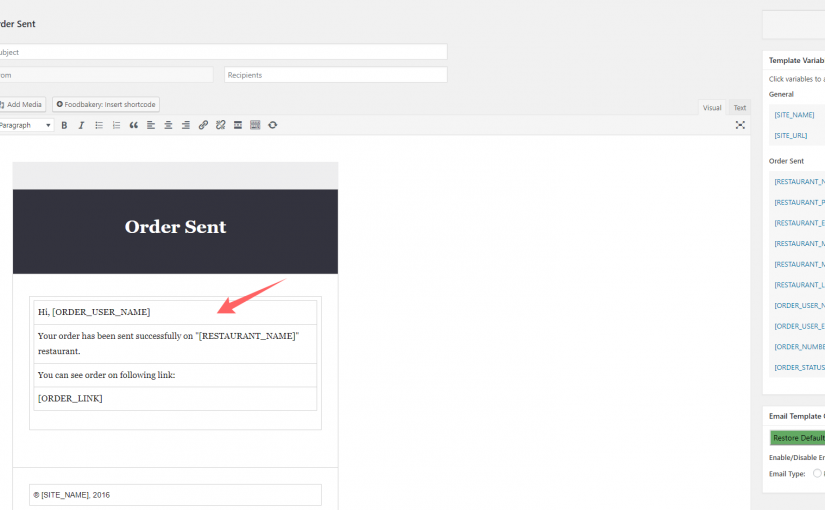 rder Sent
ubject
rom
Recipients
Add Media
Foodbakery: Insert shortcode
Visual
Text
Paragraph
Order Sent
Hi, [ORDER_USER_NAME]
Your order has been sent successfully on "[RESTAURANT_NAME]"
restaurant.
You can see order on following link:
[ORDER_LINK]
© [SITE_NAME], 2016
Template Variab
Click variables to a
General
[SITE_NAME]
[SITE_URL]
Order Sent
[RESTAURANT_N
[RESTAURANT_P
[RESTAURANT_E
[RESTAURANT_M
[RESTAURANT_M
[RESTAURANT_L
[ORDER_USER_N
[ORDER_USER_E
[ORDER_NUMBE
[ORDER_STATUS
Email Template O
Restore Default
Enable/Disable Em
Email Type: